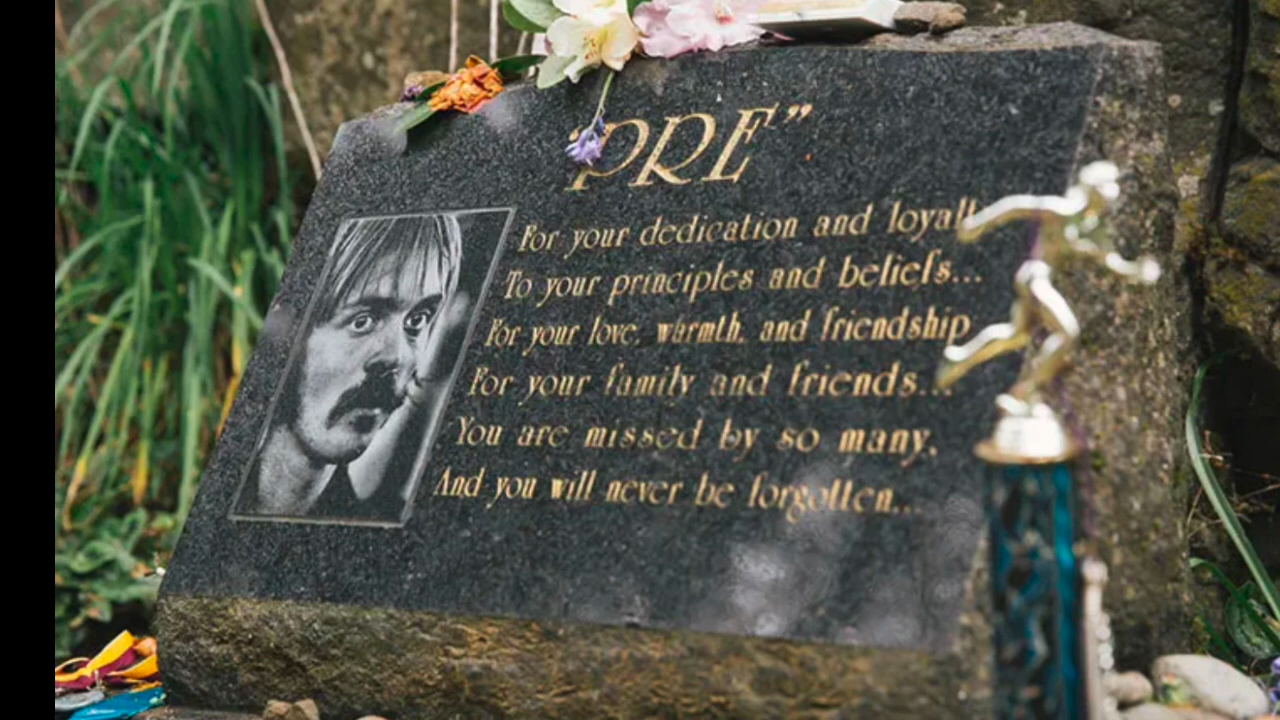 "PRE"
For your dedication and loyalt
To your principles and beliefs...
For your love, warmth, and friendship
For your family and friends...
You are missed by so many,
And you will never be forgotten...